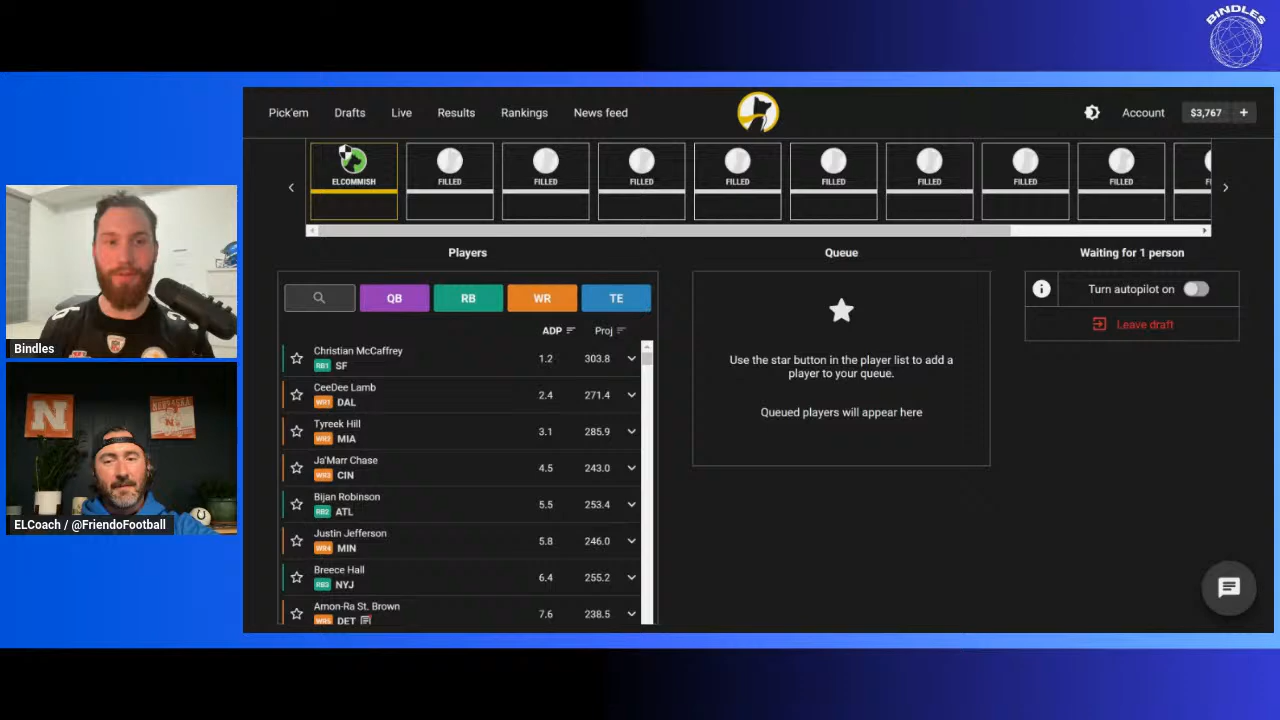 BINDLES
Pick'em Drafts Live Results Rankings News feed Account $3,767 +
ELCOMMISH FILLED FILLED FILLED FILLED FILLED FILLED FILLED FILLED
Players
QB RB WR TE
ADP Proj
Christian McCaffrey
RB1 SF 1.2 303.8
CeeDee Lamb
WR1 DAL 2.4 271.4
Tyreek Hill
WR2 MIA 3.1 285.9
Ja'Marr Chase
WR3 CIN 4.5 243.0
Bijan Robinson
RB2 ATL 5.5 253.4
Justin Jefferson
WR4 MIN 5.8 246.0
Breece Hall
RB3 NYJ 6.4 255.2
Amon-Ra St. Brown
WR5 DET 7.6 238.5
Queue
Use the star button in the player list to add a
player to your queue.
Queued players will appear here
Waiting for 1 person
Turn autopilot on
Leave draft
Bindles
N
NEBRASKA
N
ELCoach / @FriendoFootball